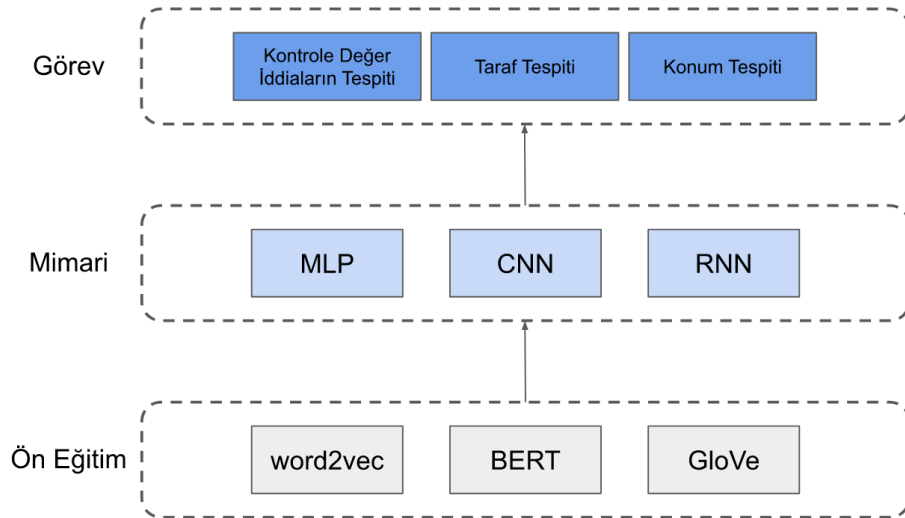 Görev
Kontrole Değer
İddiaların Tespiti
Taraf Tespiti
Konum Tespiti
Mimari
MLP
CNN
RNN
Ön Eğitim
word2vec
BERT
GloVe